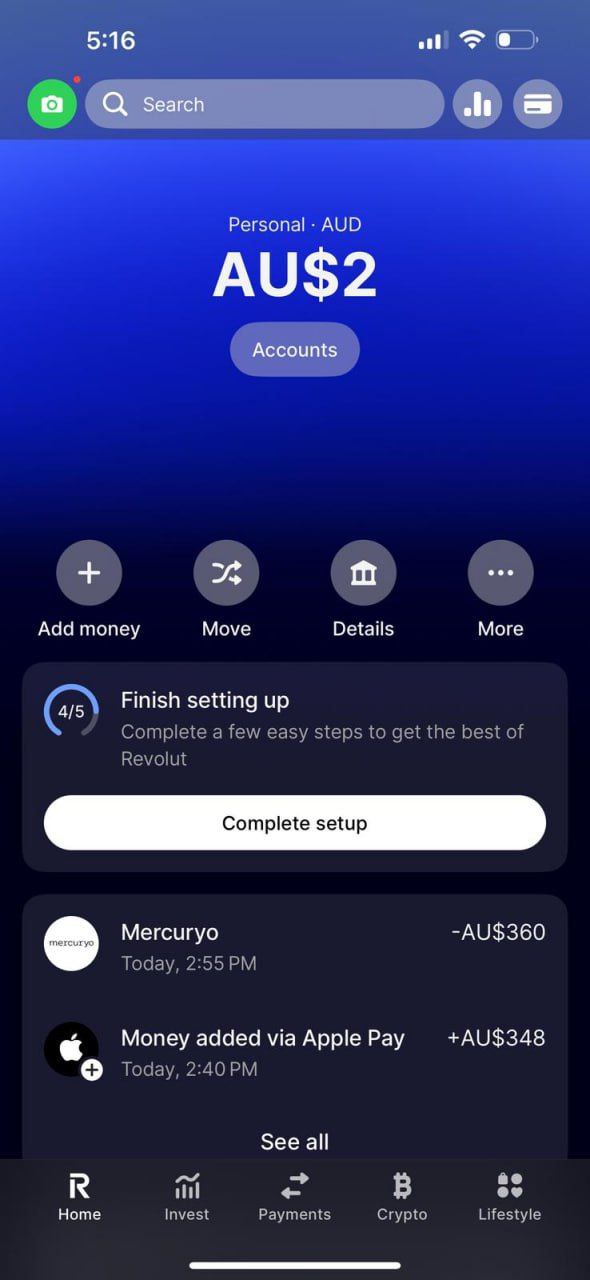 5:16
Search
Personal · AUD
AU$2
Accounts
Add money
Move
Details
More
4/5
Finish setting up
Complete a few easy steps to get the best of
Revolut
Complete setup
mercuryo
Mercuryo
-AU$360
Today, 2:55 PM
Money added via Apple Pay
+AU$348
Today, 2:40 PM
See all
Home
Invest
Payments
Crypto
Lifestyle